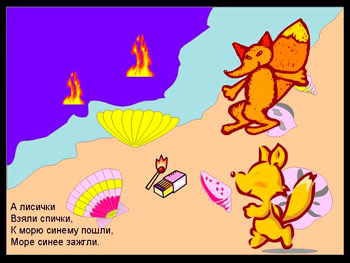 А лисички
Взяли спички,
К морю синему пошли,
Море синее зажгли.